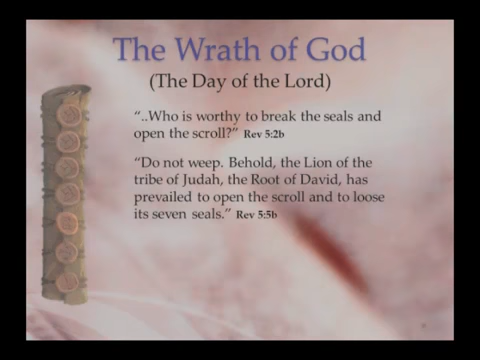 The Wrath of God
(The Day of the Lord)
“..Who is worthy to break the seals and
open the scroll?” Rev 5:2b
“Do not weep. Behold, the Lion of the
tribe of Judah, the Root of David, has
prevailed to open the scroll and to loose
its seven seals.” Rev 5:5b